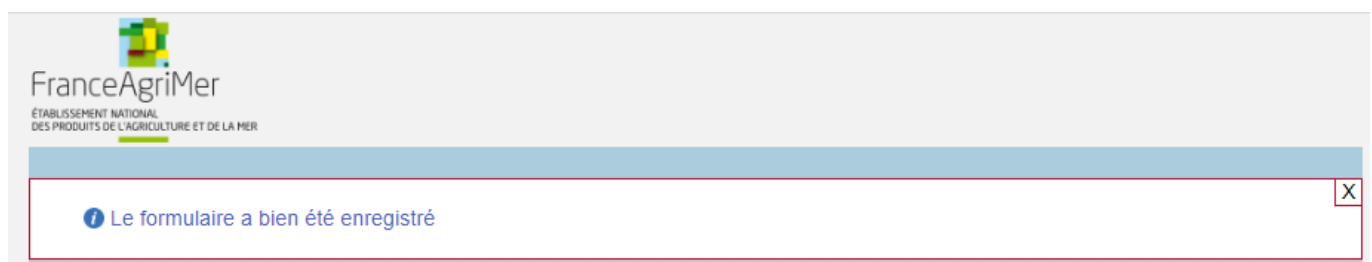 FranceAgriMer
ÉTABLISSEMENT NATIONAL
DES PRODUITS DE L'AGRICULTURE ET DE LA MER
X
Le formulaire a bien été enregistré